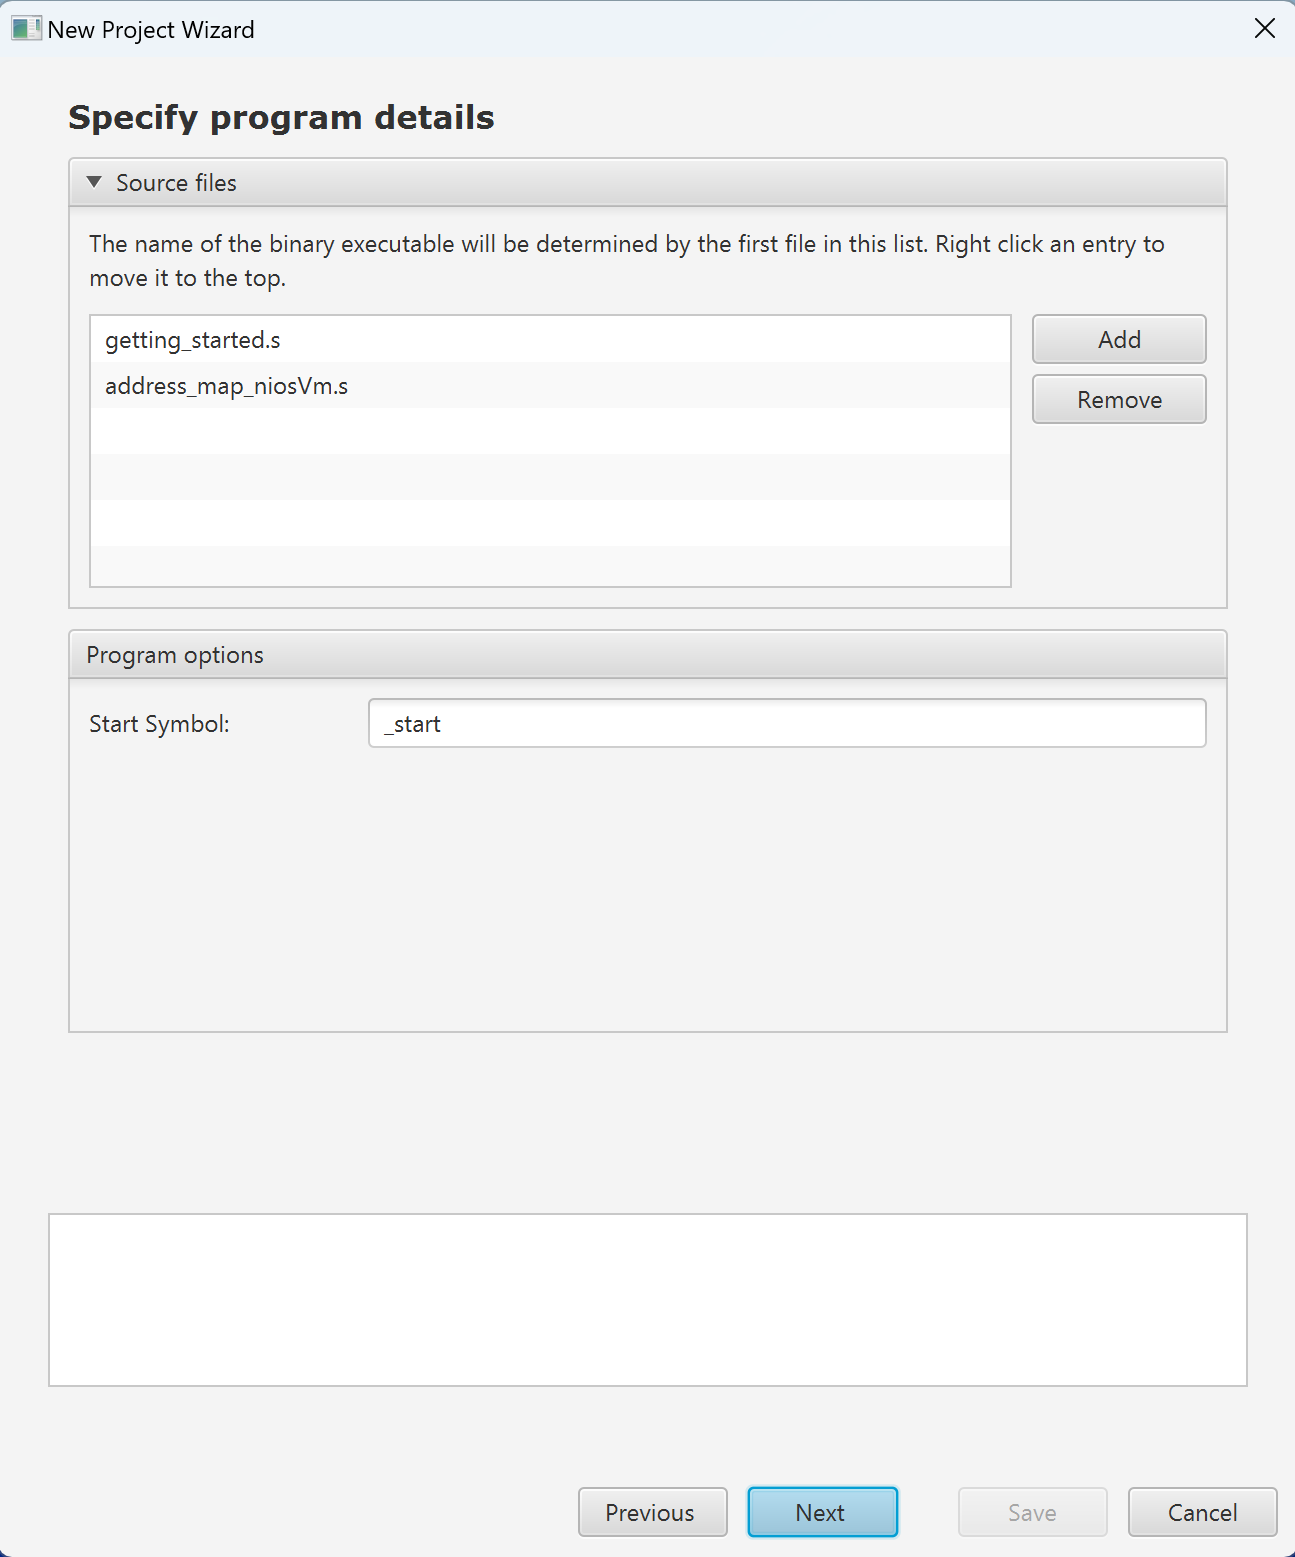 New Project Wizard
Specify program details
Source files
The name of the binary executable will be determined by the first file in this list. Right click an entry to
move it to the top.
getting_started.s
Add
address_map_niosVm.s
Remove
Program options
Start Symbol:
_start
Previous
Next
Save
Cancel